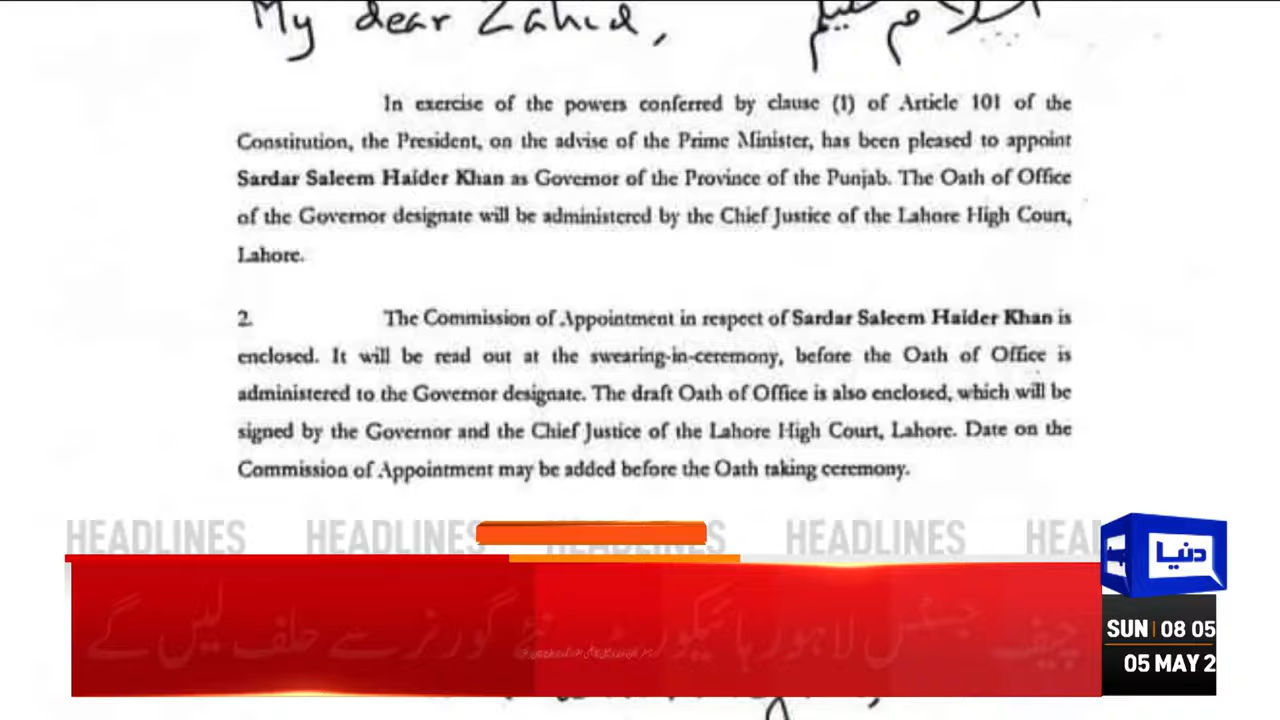 My dear Zahid,
In exercise of the powers conferred by clause (1) of Article 101 of the
Constitution, the President, on the advise of the Prime Minister, has been pleased to appoint
Sardar Saleem Haider Khan as Governor of the Province of the Punjab. The Oath of Office
of the Governor designate will be administered by the Chief Justice of the Lahore High Court,
Lahore.
2. The Commission of Appointment in respect of Sardar Saleem Haider Khan is
enclosed. It will be read out at the swearing-in-ceremony, before the Oath of Office is
administered to the Governor designate. The draft Oath of Office is also enclosed, which will be
signed by the Governor and the Chief Justice of the Lahore High Court, Lahore. Date on the
Commission of Appointment may be added before the Oath taking ceremony.
HEADLINES HEADLINES HEADLINES HEADLINES HEADL
دنیا
چیف جسٹس لاہور ہائیکورٹ نئے گورنر سے حلف لیں گے
SUN 08 05
05 MAY 2